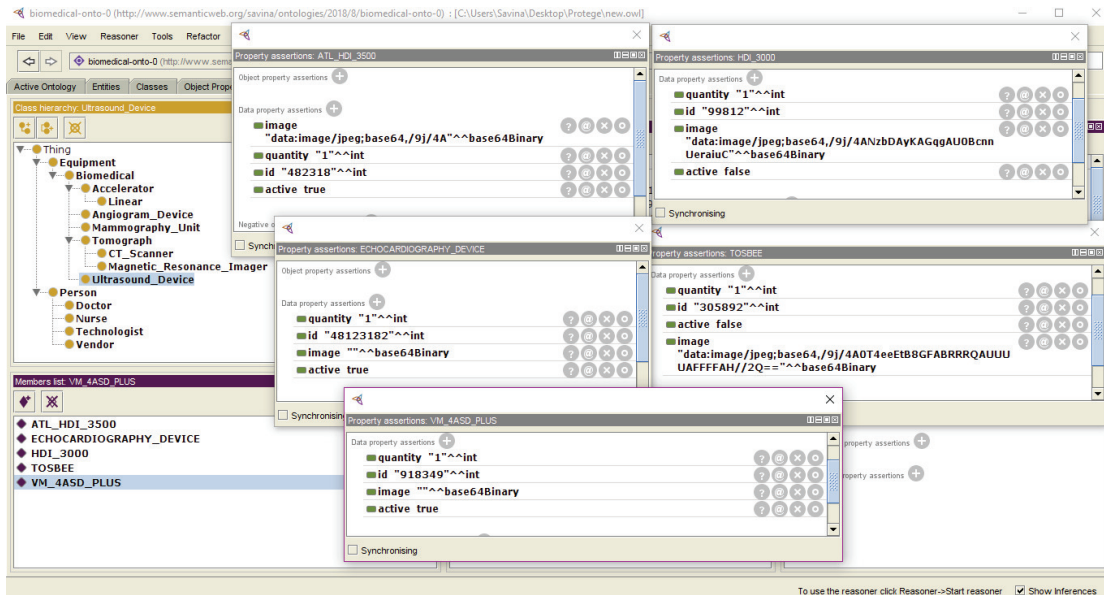 biomedical-onto-0 (http://www.semanticweb.org/savina/ontologies/2018/8/biomedical-onto-0) : [C:\Users\Savina\Desktop\Protege\new.owl]
File Edit View Reasoner Tools Refactor
biomedical-onto-0 (http://www.sema
Active Ontology Entities Classes Object Prope
Class hierarchy: Ultrasound_Device
Thing
Equipment
Biomedical
Accelerator
Linear
Angiogram_Device
Mammography_Unit
Tomograph
CT_Scanner
Magnetic_Resonance_Imager
Ultrasound_Device
Person
Doctor
Nurse
Technologist
Vendor
Members list: VM_4ASD_PLUS
ATL_HDI_3500
ECHOCARDIOGRAPHY_DEVICE
HDI_3000
TOSBEE
VM_4ASD_PLUS
Property assertions: ATL_HDI_3500
Object property assertions
Data property assertions
image
"data:image/jpeg;base64,/9j/4A"^^base64Binary
quantity "1"^^int
id "482318"^^int
active true
Negative o
Synch
Property assertions: HDI_3000
Data property assertions
quantity "1"^^int
id "99812"^^int
image
"data:image/jpeg;base64,/9j/4ANzbDAyKAGqgAU0Bcnn
UeraiuC"^^base64Binary
active false
Synchronising
Property assertions: ECHOCARDIOGRAPHY_DEVICE
Object property assertions
Data property assertions
quantity "1"^^int
id "48123182"^^int
image ""^^base64Binary
active true
Synchronising
roperty assertions: TOSBEE
Data property assertions
quantity "1"^^int
id "305892"^^int
active false
image
"data:image/jpeg;base64,/9j/4A0T4eeEtB8GFABRRRQAUUU
UAFFFFAH//2Q=="^^base64Binary
Property assertions: VM_4ASD_PLUS
Data property assertions
quantity "1"^^int
id "918349"^^int
image ""^^base64Binary
active true
Synchronising
property assertions
roperty assertions
To use the reasoner click Reasoner->Start reasoner Show Inferences